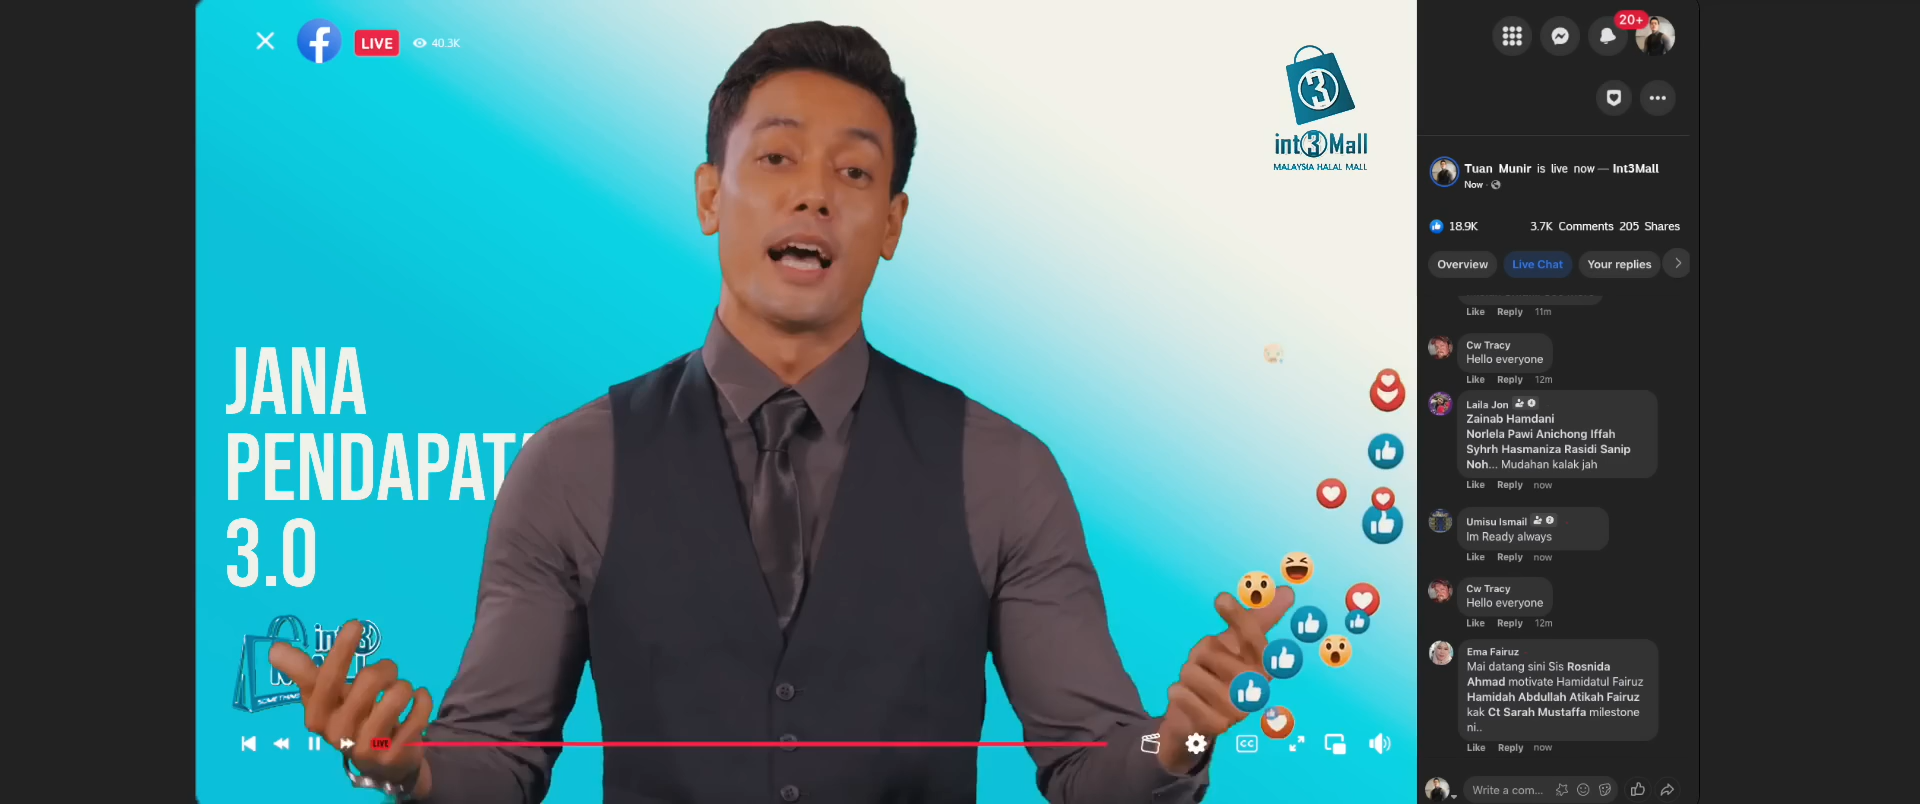 LIVE
40.3K
int3Mall
MALAYSIA HALAL MALL
JANA
PENDAPAT
3.0
int3
LIVE
CC
20+
Tuan Munir is live now — Int3Mall
Now
18.9K
3.7K Comments 205 Shares
Overview
Live Chat
Your replies
Like Reply 11m
Cw Tracy
Hello everyone
Like Reply 12m
Laila Jon
Zainab Hamdani
Norlela Pawi Anichong Iffah
Syhrh Hasmaniza Rasidi Sanip
Noh... Mudahan kalak jah
Like Reply now
Umisu Ismail
Im Ready always
Like Reply now
Cw Tracy
Hello everyone
Like Reply 12m
Ema Fairuz
Mai datang sini Sis Rosnida
Ahmad motivate Hamidatul Fairuz
Hamidah Abdullah Atikah Fairuz
kak Ct Sarah Mustaffa milestone
ni..
Like Reply now
Write a com...